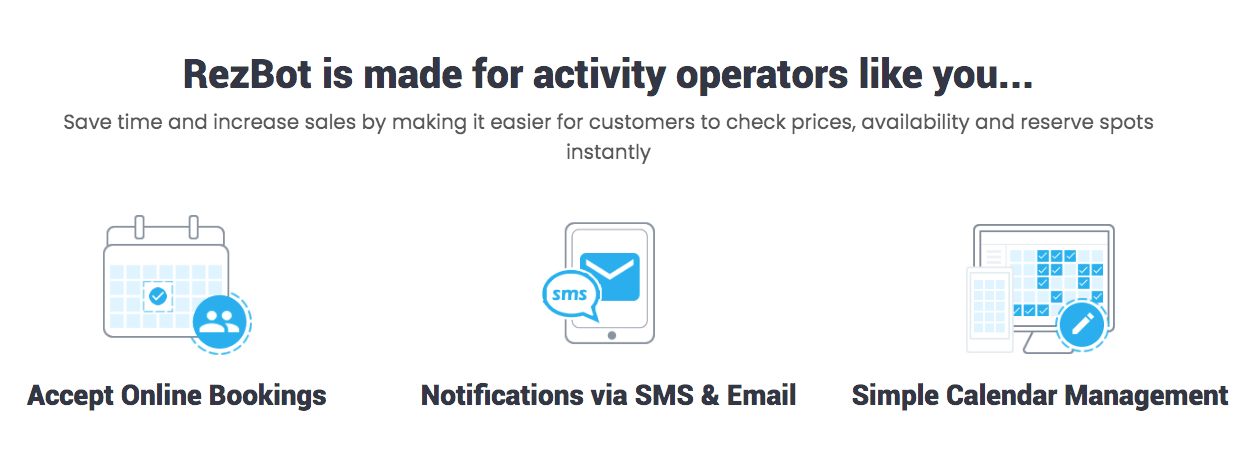 RezBot is made for activity operators like you...
Save time and increase sales by making it easier for customers to check prices, availability and reserve spots
instantly
sms
Accept Online Bookings
Notifications via SMS & Email
Simple Calendar Management